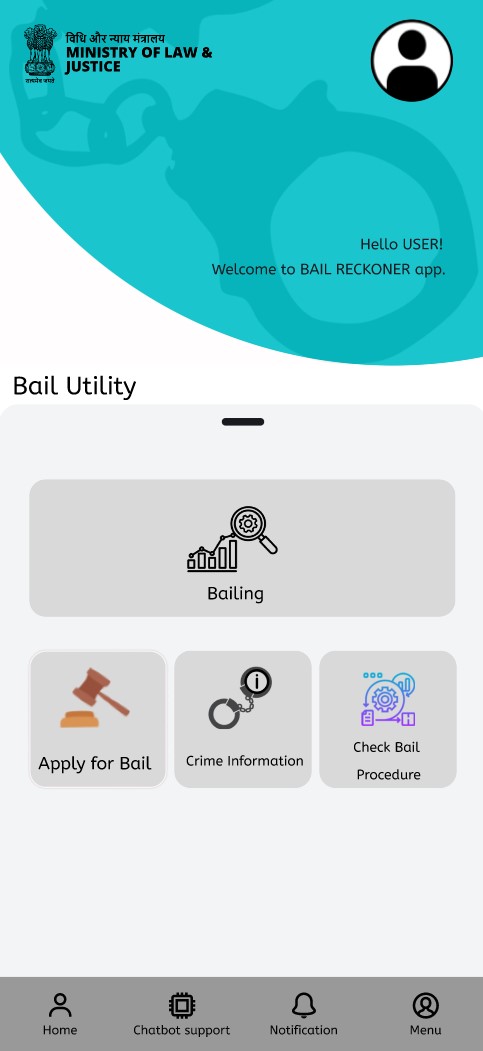 विधि और न्याय मंत्रालय
MINISTRY OF LAW &
JUSTICE
सत्यमेव जयते
Hello USER!
Welcome to BAIL RECKONER app.
Bail Utility
Bailing
Apply for Bail
Crime Information
Check Bail
Procedure
Home
Chatbot support
Notification
Menu